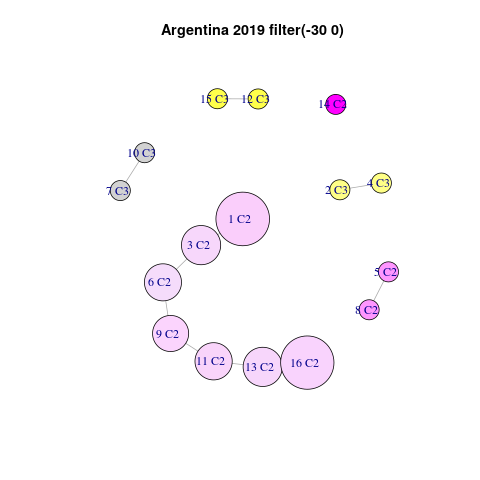 Argentina 2019 filter(-30 0)
15 C3
12 C3
14 C2
10 C3
7 C3
2 C3
4 C3
1 C2
3 C2
5 C2
6 C2
8 C2
9 C2
11 C2
13 C2
16 C2